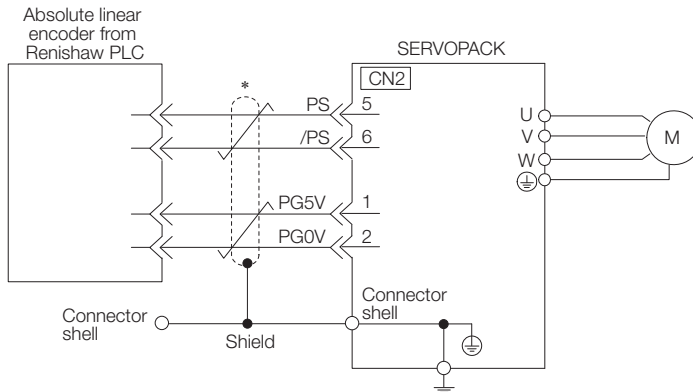 Absolute linear
encoder from
Renishaw PLC
SERVOPACK
*
CN2
PS 5
/PS 6
PG5V 1
PG0V 2
U
V
W
M
Connector
shell
Shield
Connector
shell